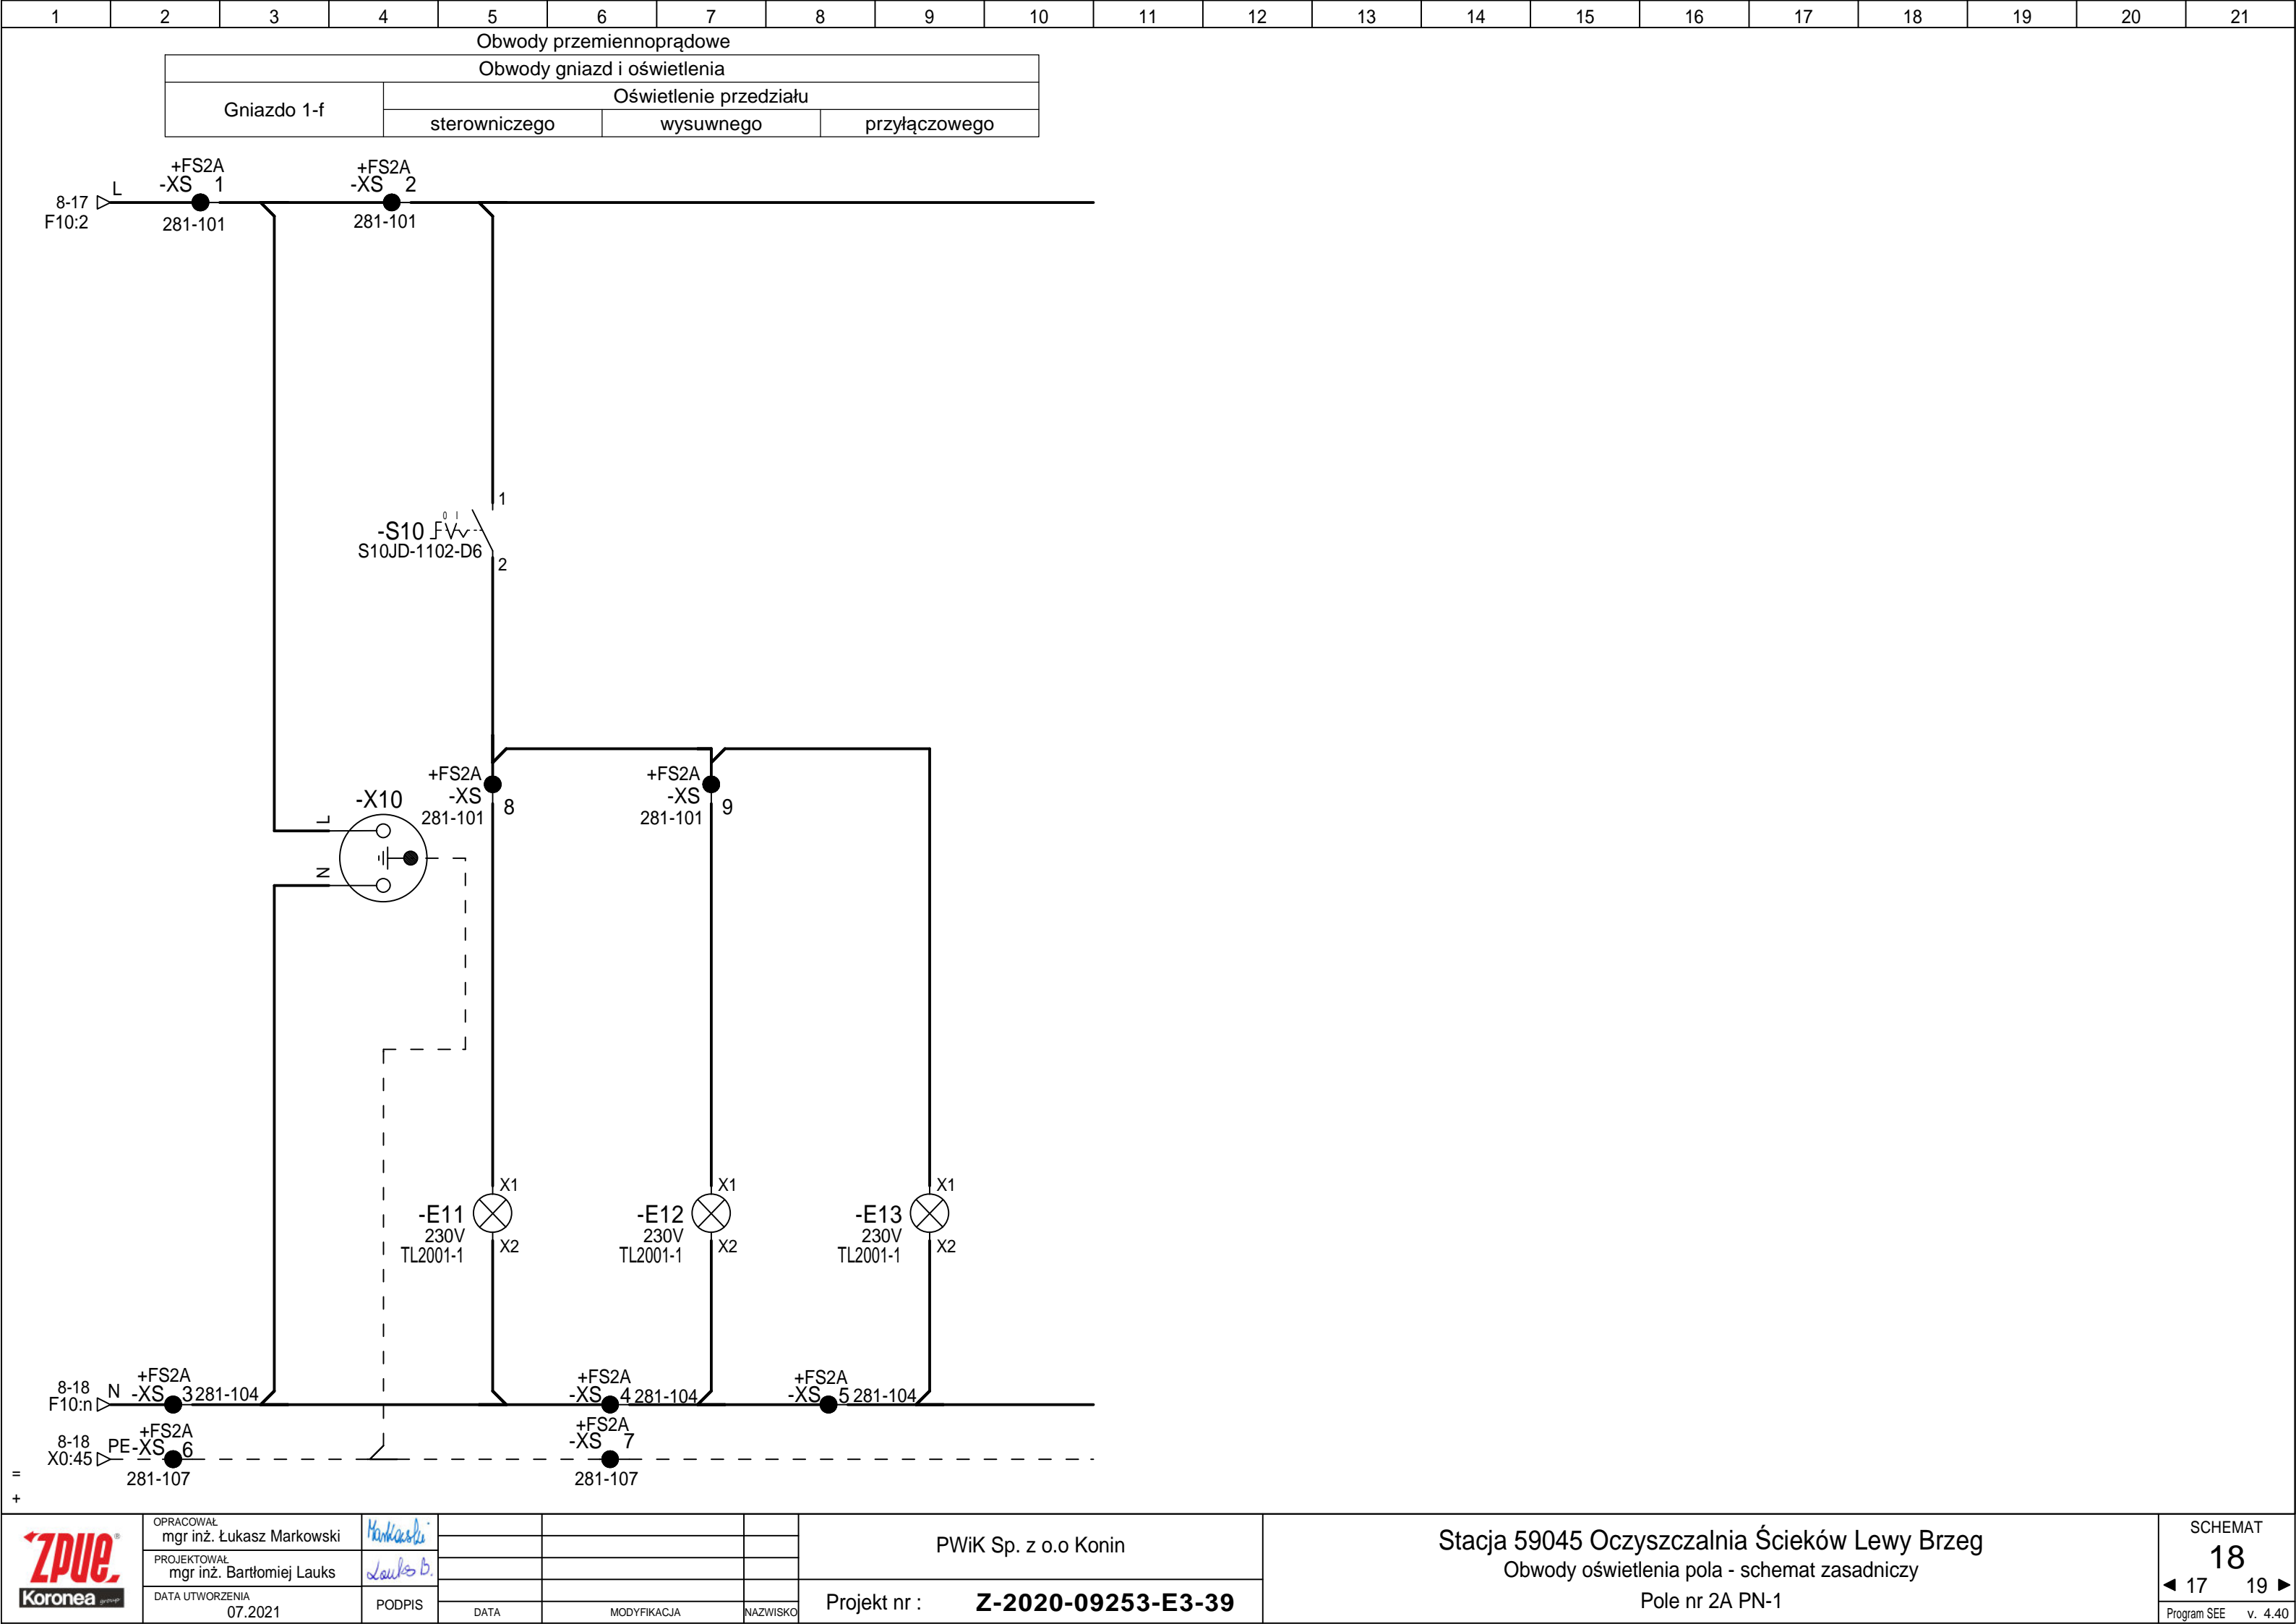 1 2 3 4 5 6 7 8 9 10 11 12 13 14 15 16 17 18 19 20 21
Obwody przemiennoprądowe
Obwody gniazd i oświetlenia
Gniazdo 1-f
Oświetlenie przedziału
sterowniczego wysuwnego przyłączowego
+FS2A
-XS 1
281-101
+FS2A
-XS 2
281-101
8-17 L
F10:2
1
0 I
-S10
S10JD-1102-D6
2
+FS2A
-XS
281-101 8
+FS2A
-XS
281-101 9
-X10
L
N
X1
-E11
230V
TL2001-1
X2
X1
-E12
230V
TL2001-1
X2
X1
-E13
230V
TL2001-1
X2
8-18 N
F10:n
+FS2A
-XS 3 281-104
+FS2A
-XS 4 281-104
+FS2A
-XS 5 281-104
8-18 PE
X0:45
+FS2A
-XS 6
281-107
+FS2A
-XS 7
281-107
=
+
ZPUE®
Koronea group
OPRACOWAŁ
mgr inż. Łukasz Markowski
Markowski
PROJEKTOWAŁ
mgr inż. Bartłomiej Lauks
Lauks B.
DATA UTWORZENIA
07.2021
PODPIS
DATA MODYFIKACJA NAZWISKO
PWiK Sp. z o.o Konin
Projekt nr : Z-2020-09253-E3-39
Stacja 59045 Oczyszczalnia Ścieków Lewy Brzeg
Obwody oświetlenia pola - schemat zasadniczy
Pole nr 2A PN-1
SCHEMAT
18
◄ 17 19 ►
Program SEE v. 4.40